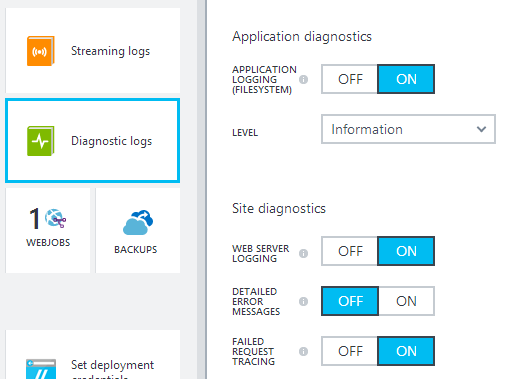 Streaming logs
Diagnostic logs
1
WEBJOBS
BACKUPS
Set deployment
credentials
Application diagnostics
APPLICATION
LOGGING
(FILESYSTEM)
OFF ON
LEVEL
Information
Site diagnostics
WEB SERVER
LOGGING
OFF ON
DETAILED
ERROR
MESSAGES
OFF ON
FAILED
REQUEST
TRACING
OFF ON